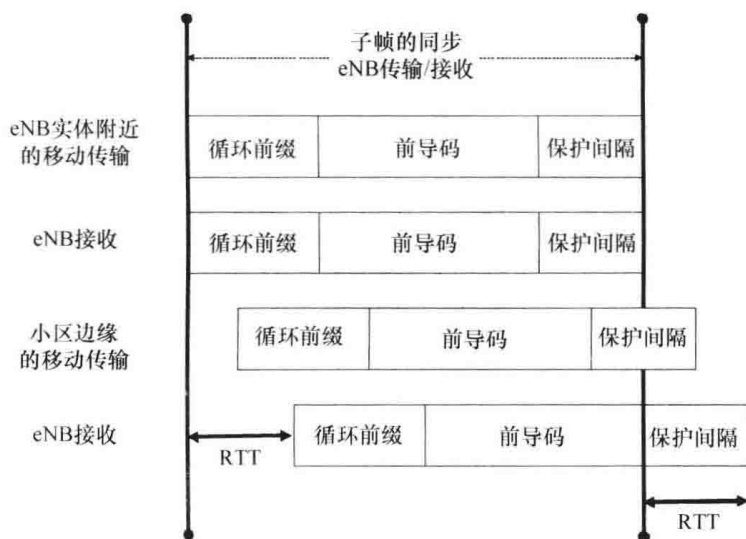 子帧的同步
eNB传输/接收
eNB实体附近
的移动传输
循环前缀 前导码 保护间隔
eNB接收
循环前缀 前导码 保护间隔
小区边缘
的移动传输
循环前缀 前导码 保护间隔
eNB接收
循环前缀 前导码 保护间隔
RTT
RTT